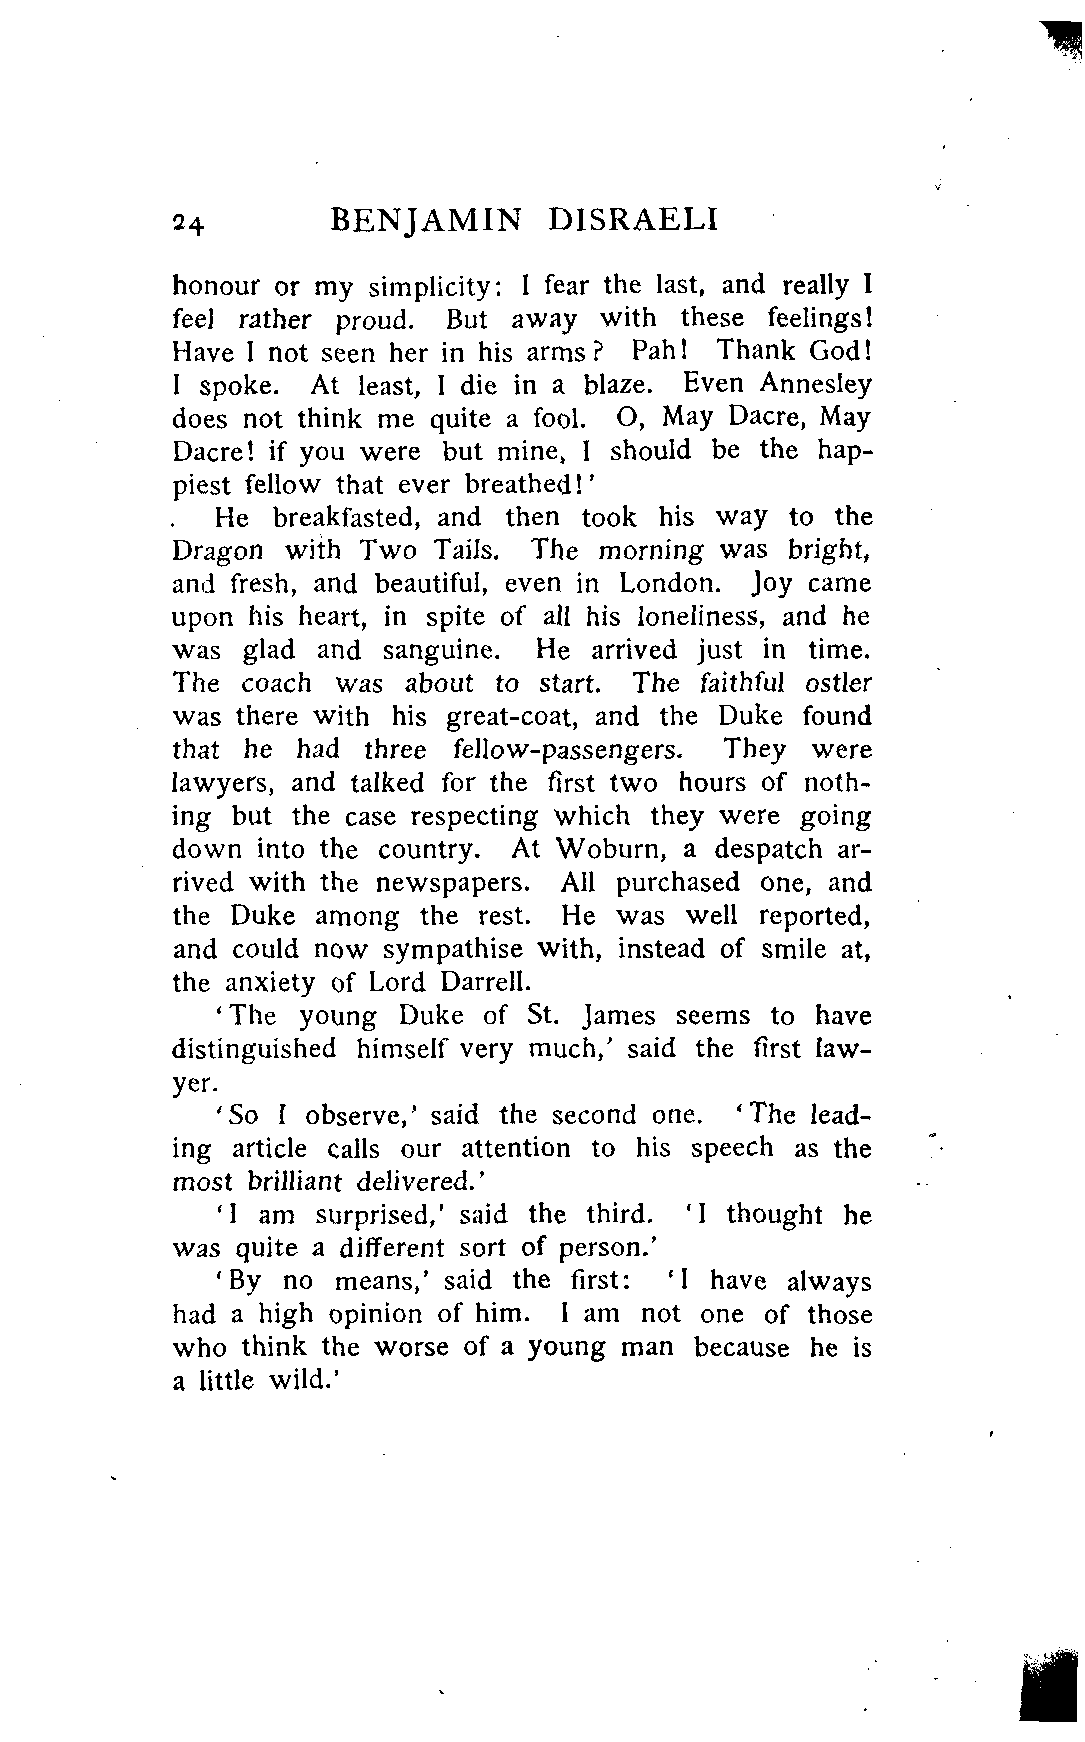 24 BENJAMIN DISRAELI
honour or my simplicity: I fear the last, and really I
feel rather proud. But away with these feelings!
Have I not seen her in his arms? Pah! Thank God!
I spoke. At least, I die in a blaze. Even Annesley
does not think me quite a fool. O, May Dacre, May
Dacre! if you were but mine, I should be the hap-
piest fellow that ever breathed!'
He breakfasted, and then took his way to the
Dragon with Two Tails. The morning was bright,
and fresh, and beautiful, even in London. Joy came
upon his heart, in spite of all his loneliness, and he
was glad and sanguine. He arrived just in time.
The coach was about to start. The faithful ostler
was there with his great-coat, and the Duke found
that he had three fellow-passengers. They were
lawyers, and talked for the first two hours of noth-
ing but the case respecting which they were going
down into the country. At Woburn, a despatch ar-
rived with the newspapers. All purchased one, and
the Duke among the rest. He was well reported,
and could now sympathise with, instead of smile at,
the anxiety of Lord Darrell.
'The young Duke of St. James seems to have
distinguished himself very much,' said the first law-
yer.
'So I observe,' said the second one. 'The lead-
ing article calls our attention to his speech as the
most brilliant delivered.'
'I am surprised,' said the third. 'I thought he
was quite a different sort of person.'
'By no means,' said the first: 'I have always
had a high opinion of him. I am not one of those
who think the worse of a young man because he is
a little wild.'